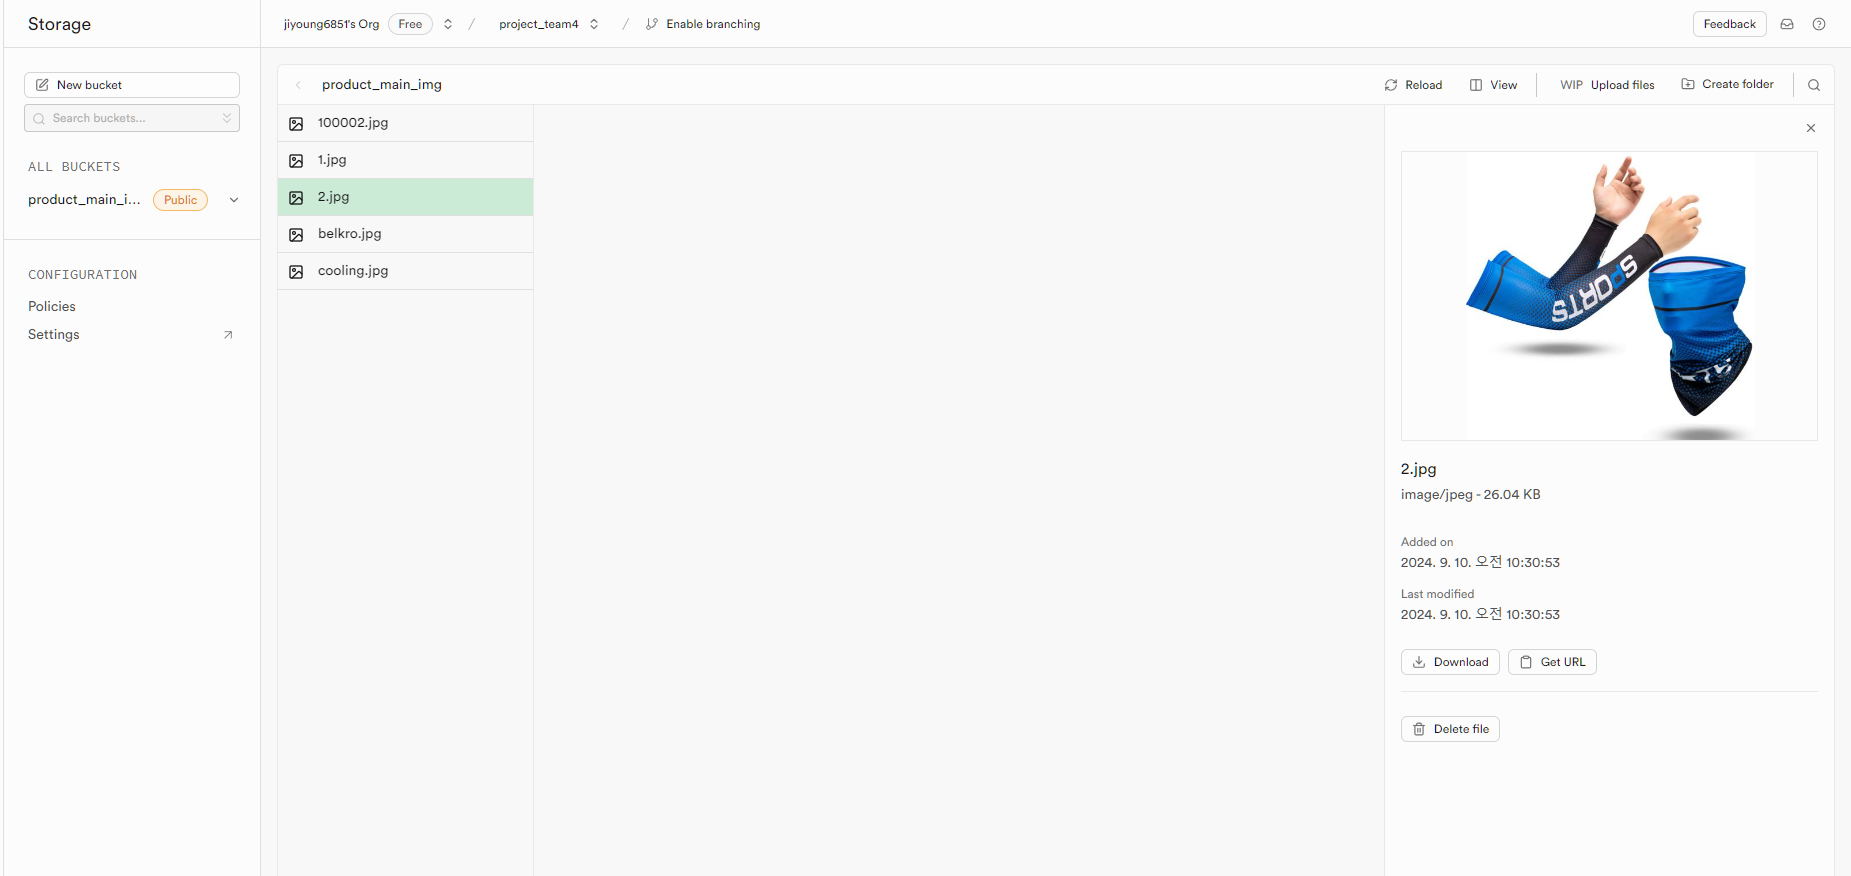 Storage
jiyoung6851's Org Free / project_team4 / Enable branching
Feedback
New bucket
Search buckets...
ALL BUCKETS
product_main_i... Public
CONFIGURATION
Policies
Settings
product_main_img
Reload View WIP Upload files Create folder
100002.jpg
1.jpg
2.jpg
belkro.jpg
cooling.jpg
SPORTS
2.jpg
image/jpeg - 26.04 KB
Added on
2024. 9. 10. 오전 10:30:53
Last modified
2024. 9. 10. 오전 10:30:53
Download Get URL
Delete file